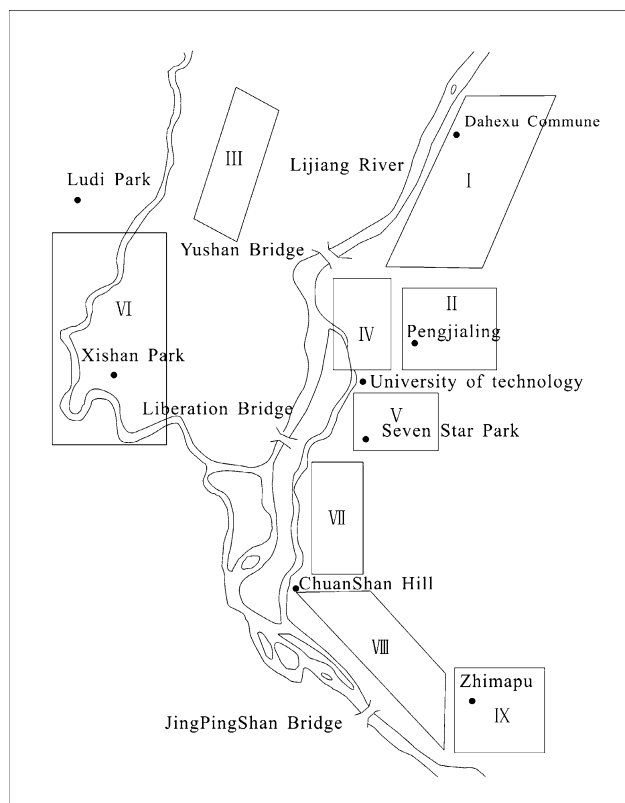 Dahexu Commune
Ⅲ
Lijiang River
Ludi Park
Ⅰ
Yushan Bridge
Ⅵ
Ⅳ
Ⅱ
Pengjialing
Xishan Park
University of technology
Liberation Bridge
Ⅴ
Seven Star Park
Ⅶ
ChuanShan Hill
Ⅷ
Zhimapu
Ⅸ
JingPingShan Bridge